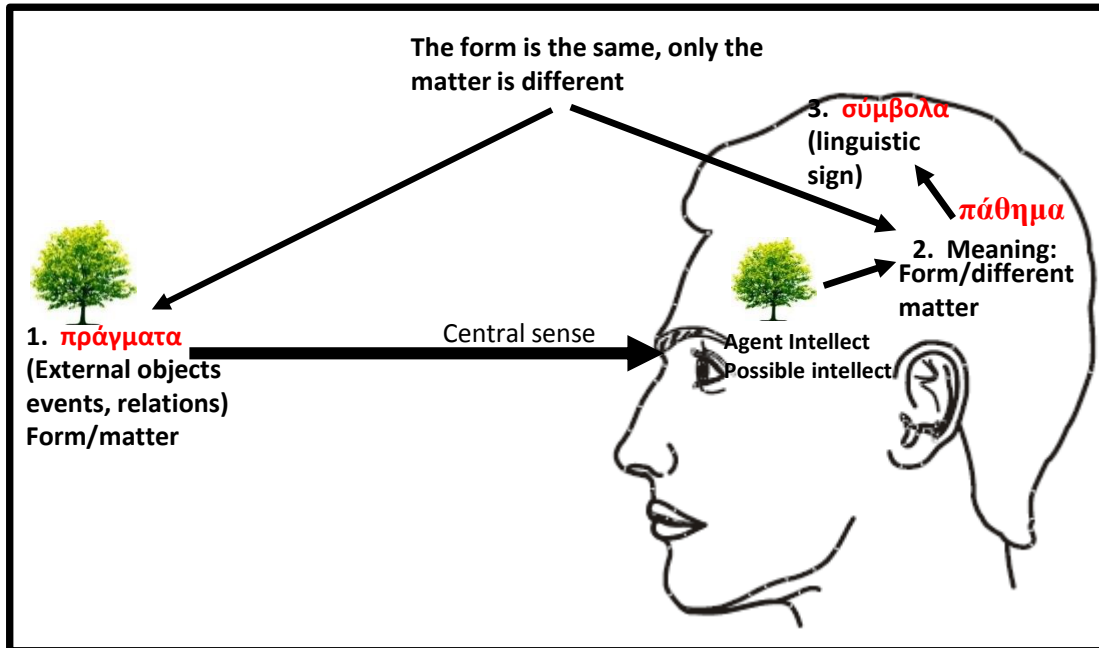 The form is the same, only the
matter is different
3. σύμβολα
(linguistic
sign)
πάθημα
2. Meaning:
Form/different
matter
1. πράγματα
(External objects
events, relations)
Form/matter
Central sense
Agent Intellect
Possible intellect